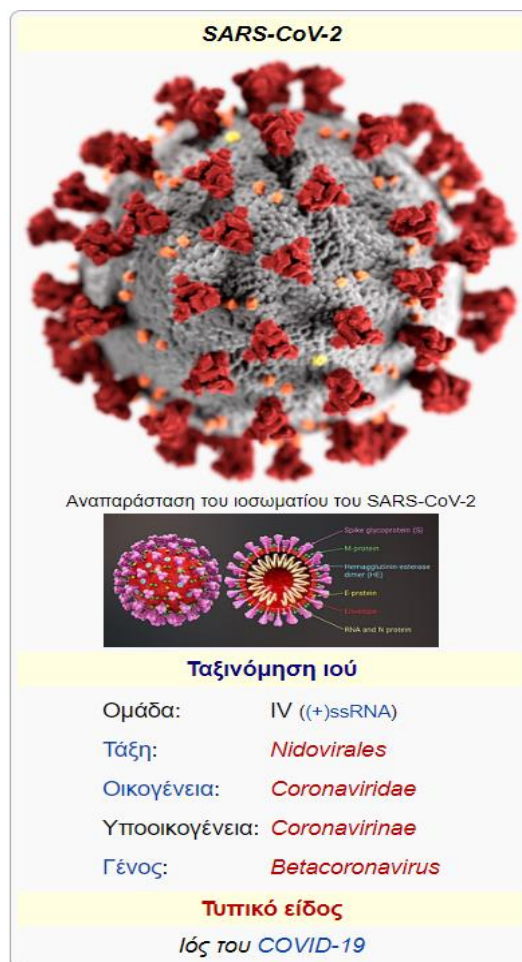 SARS-CoV-2
Αναπαράσταση του ιοσωματίου του SARS-CoV-2
Spike glycoprotein (S)
M-protein
Hemagglutinin-esterase
dimer (HE)
E-protein
Envelope
RNA and N protein
Ταξινόμηση ιού
Ομάδα: IV ((+)ssRNA)
Τάξη: Nidovirales
Οικογένεια: Coronaviridae
Υποοικογένεια: Coronavirinae
Γένος: Betacoronavirus
Τυπικό είδος
Ιός του COVID-19